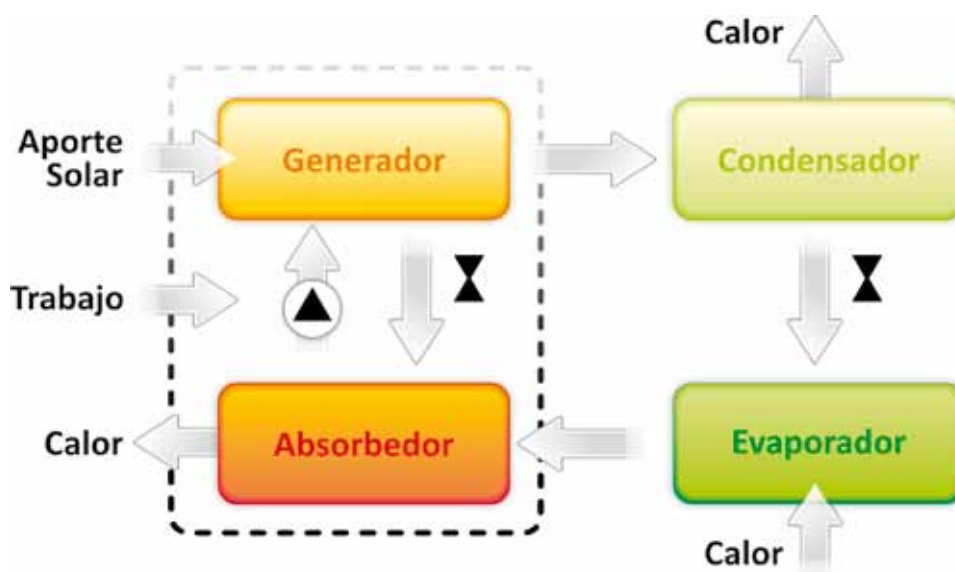 Calor
Aporte
Solar
Generador
Condensador
Trabajo
Calor
Absorbedor
Evaporador
Calor